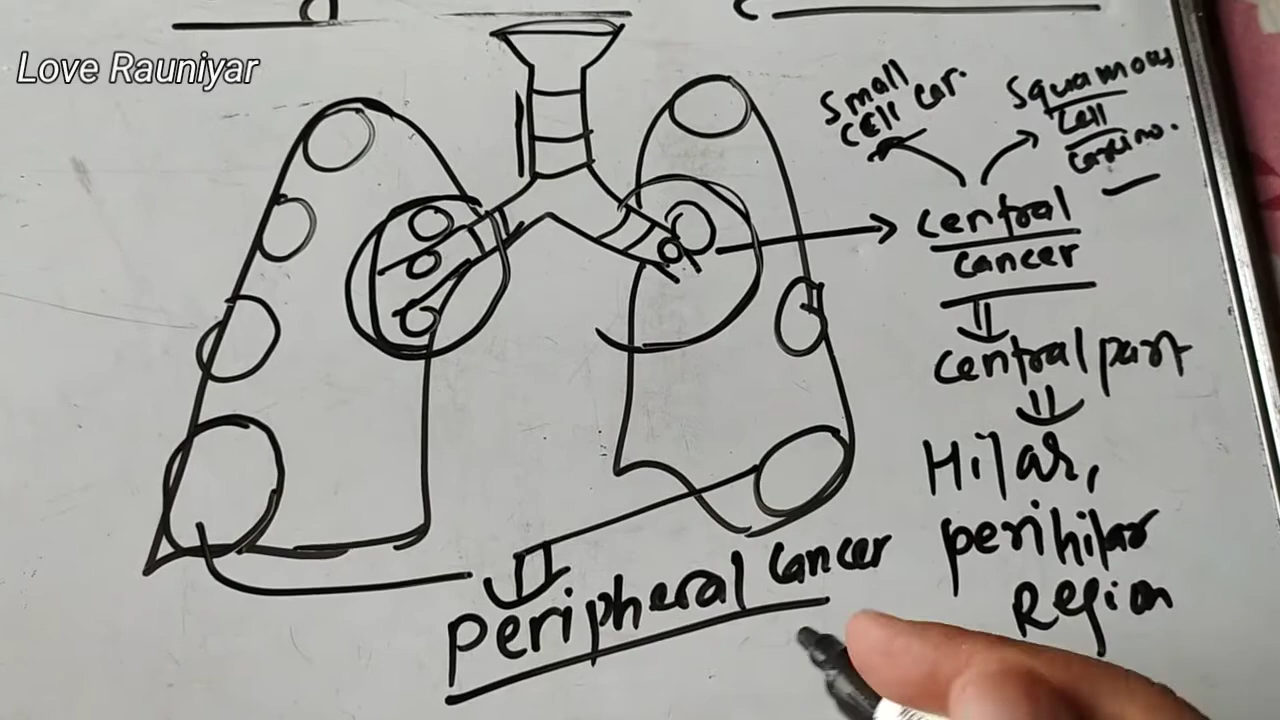 Love Rauniyar
Small
Cell Car.
Squamous
Cell
Carcino.
Central
Cancer
Central part
Hilar,
perihilar
Region
Peripheral Cancer